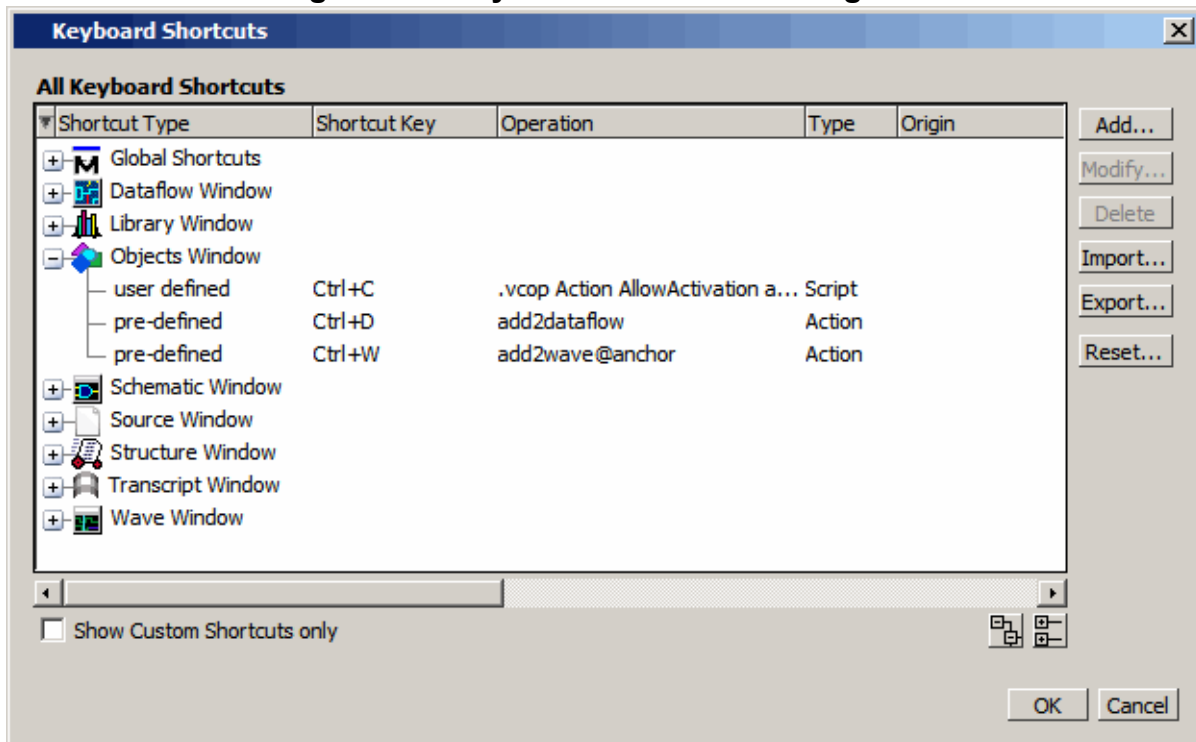 Keyboard Shortcuts
All Keyboard Shortcuts
Shortcut Type Shortcut Key Operation Type Origin
Add...
Global Shortcuts
Modify...
Dataflow Window
Delete
Library Window
Objects Window
Import...
user defined Ctrl+C .vcop Action AllowActivation a... Script
Export...
pre-defined Ctrl+D add2dataflow Action
pre-defined Ctrl+W add2wave@anchor Action
Reset...
Schematic Window
Source Window
Structure Window
Transcript Window
Wave Window
Show Custom Shortcuts only
OK Cancel